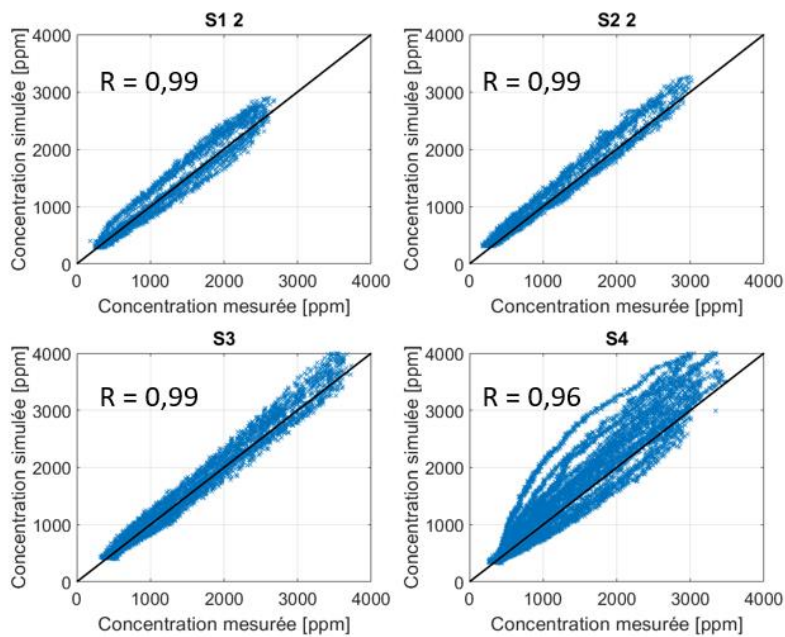 S1 2
4000
3000
2000
1000
0
R = 0,99
Concentration simulée [ppm]
0 1000 2000 3000 4000
Concentration mesurée [ppm]
S2 2
4000
3000
2000
1000
0
R = 0,99
Concentration simulée [ppm]
0 1000 2000 3000 4000
Concentration mesurée [ppm]
S3
4000
3000
2000
1000
0
R = 0,99
Concentration simulée [ppm]
0 1000 2000 3000 4000
Concentration mesurée [ppm]
S4
4000
3000
2000
1000
0
R = 0,96
Concentration simulée [ppm]
0 1000 2000 3000 4000
Concentration mesurée [ppm]